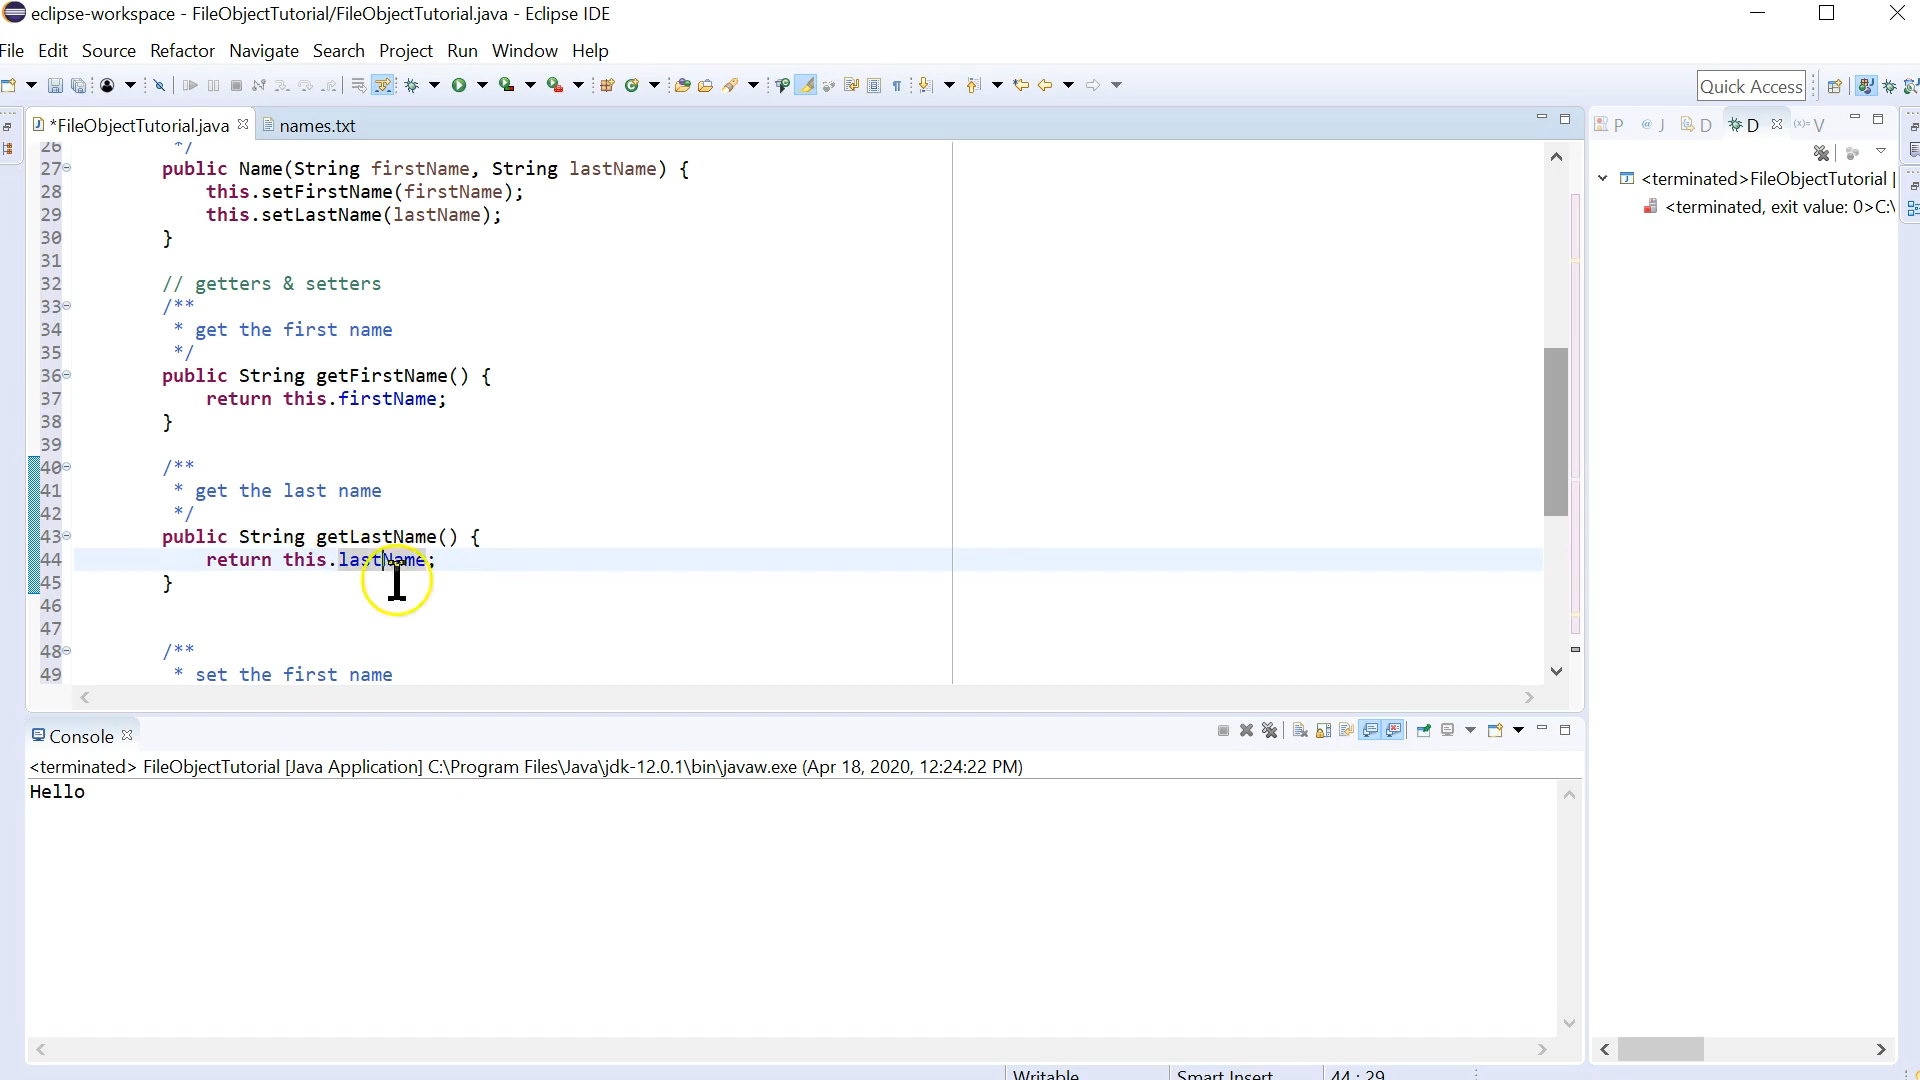 eclipse-workspace - FileObjectTutorial/FileObjectTutorial.java - Eclipse IDE
File Edit Source Refactor Navigate Search Project Run Window Help
Quick Access
*FileObjectTutorial.java names.txt
P @ J D D (x)= V
26 */
27 public Name(String firstName, String lastName) {
28 this.setFirstName(firstName);
29 this.setLastName(lastName);
30 }
31
32 // getters & setters
33 /**
34 * get the first name
35 */
36 public String getFirstName() {
37 return this.firstName;
38 }
39
40 /**
41 * get the last name
42 */
43 public String getLastName() {
44 return this.lastName;
45 }
46
47
48 /**
49 * set the first name
<terminated>FileObjectTutorial [
<terminated, exit value: 0>C:\
Console
<terminated> FileObjectTutorial [Java Application] C:\Program Files\Java\jdk-12.0.1\bin\javaw.exe (Apr 18, 2020, 12:24:22 PM)
Hello
Writable Smart Insert 44 : 29